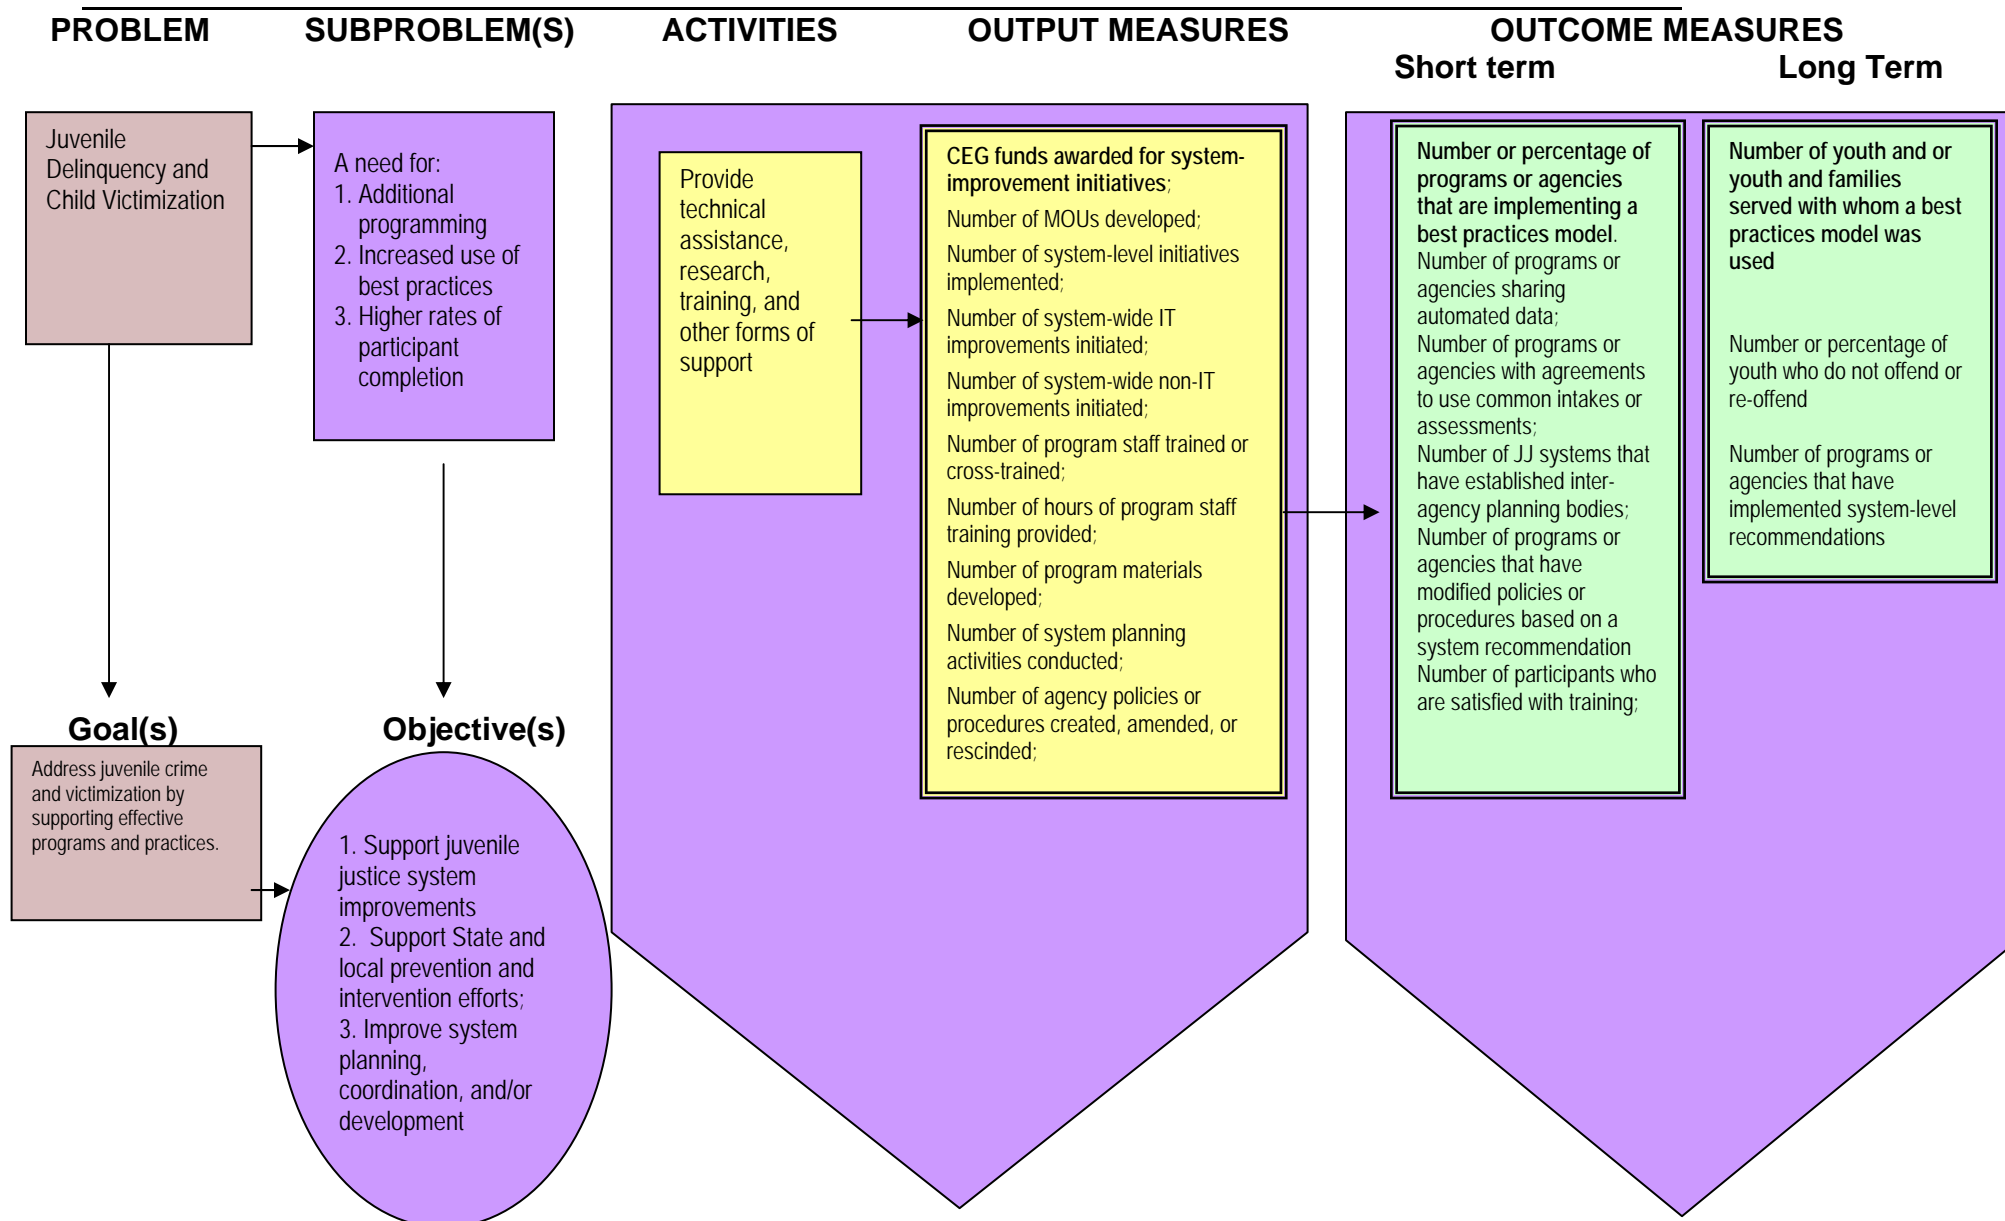 PROBLEM SUBPROBLEM(S) ACTIVITIES OUTPUT MEASURES OUTCOME MEASURES
Short term Long Term
Juvenile
Delinquency and
Child Victimization
A need for:
1. Additional
programming
2. Increased use of
best practices
3. Higher rates of
participant
completion
Provide
technical
assistance,
research,
training, and
other forms of
support
CEG funds awarded for system-
improvement initiatives;
Number of MOUs developed;
Number of system-level initiatives
implemented;
Number of system-wide IT
improvements initiated;
Number of system-wide non-IT
improvements initiated;
Number of program staff trained or
cross-trained;
Number of hours of program staff
training provided;
Number of program materials
developed;
Number of system planning
activities conducted;
Number of agency policies or
procedures created, amended, or
rescinded;
Number or percentage of
programs or agencies
that are implementing a
best practices model.
Number of programs or
agencies sharing
automated data;
Number of programs or
agencies with agreements
to use common intakes or
assessments;
Number of JJ systems that
have established inter-
agency planning bodies;
Number of programs or
agencies that have
modified policies or
procedures based on a
system recommendation
Number of participants who
are satisfied with training;
Number of youth and or
youth and families
served with whom a best
practices model was
used
Number or percentage of
youth who do not offend or
re-offend
Number of programs or
agencies that have
implemented system-level
recommendations
Goal(s)
Address juvenile crime
and victimization by
supporting effective
programs and practices.
Objective(s)
1. Support juvenile
justice system
improvements
2. Support State and
local prevention and
intervention efforts;
3. Improve system
planning,
coordination, and/or
development